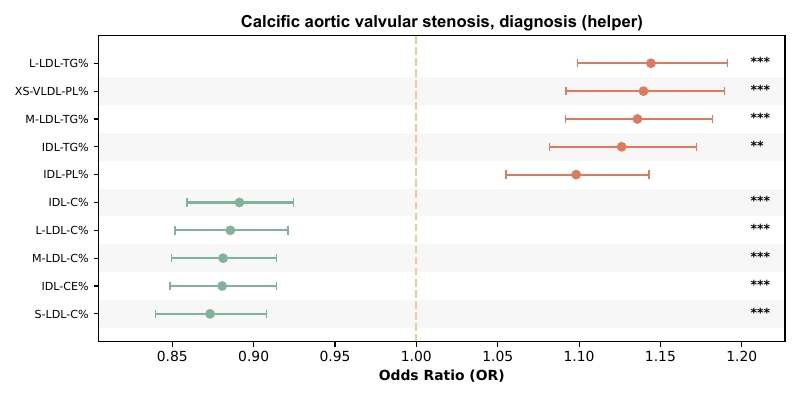 Calcific aortic valvular stenosis, diagnosis (helper)
L-LDL-TG% ***
XS-VLDL-PL% ***
M-LDL-TG% ***
IDL-TG% **
IDL-PL%
IDL-C% ***
L-LDL-C% ***
M-LDL-C% ***
IDL-CE% ***
S-LDL-C% ***
0.85 0.90 0.95 1.00 1.05 1.10 1.15 1.20
Odds Ratio (OR)